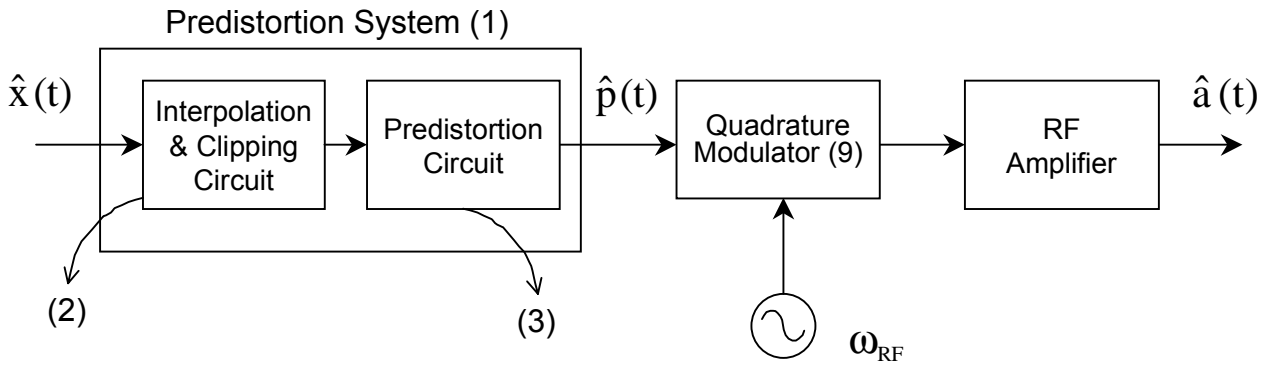 Predistortion System (1)
x̂(t)
Interpolation
& Clipping
Circuit
Predistortion
Circuit
p̂(t)
Quadrature
Modulator (9)
RF
Amplifier
â(t)
(2)
(3)
ω_RF